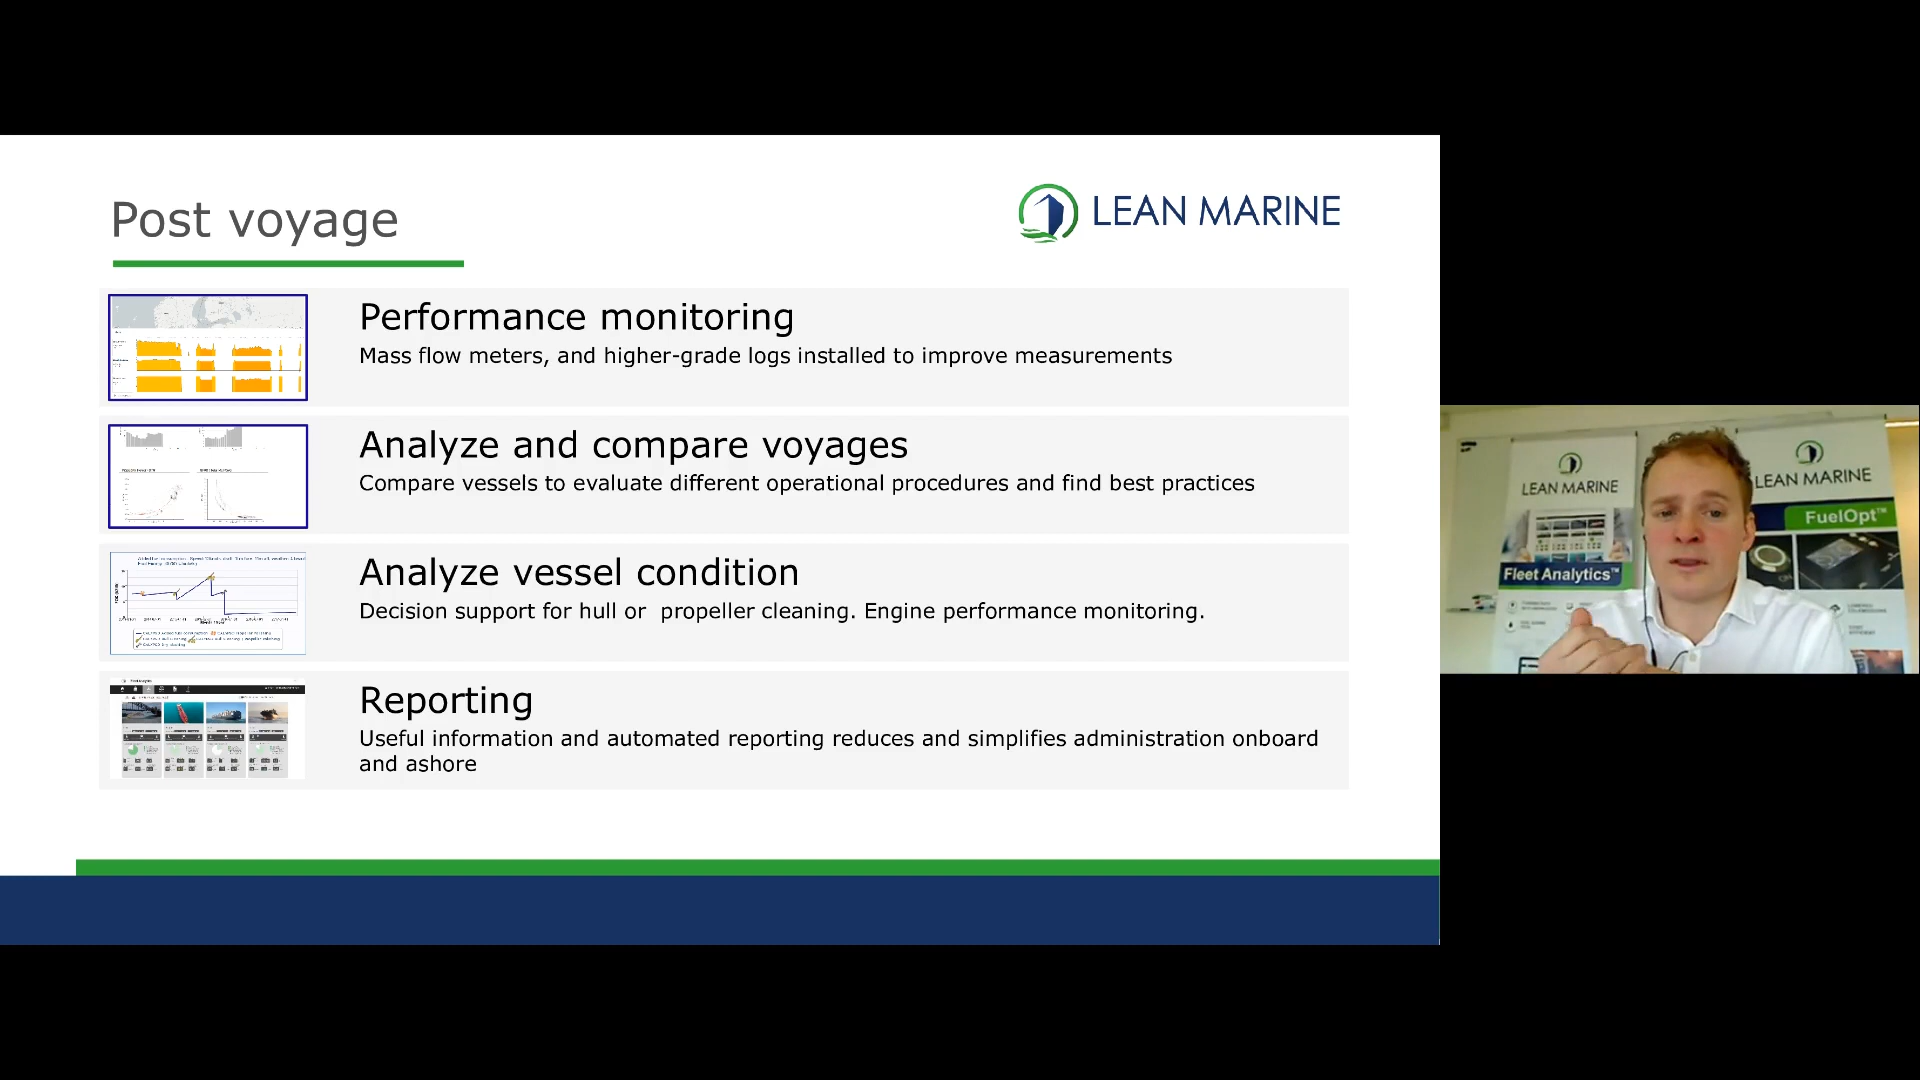 Post voyage
LEAN MARINE
Performance monitoring
Mass flow meters, and higher-grade logs installed to improve measurements
Analyze and compare voyages
Compare vessels to evaluate different operational procedures and find best practices
Analyze vessel condition
Decision support for hull or  propeller cleaning. Engine performance monitoring.
Reporting
Useful information and automated reporting reduces and simplifies administration onboard
and ashore
LEAN MARINE
Fleet Analytics™
LEAN MARINE
FuelOpt™